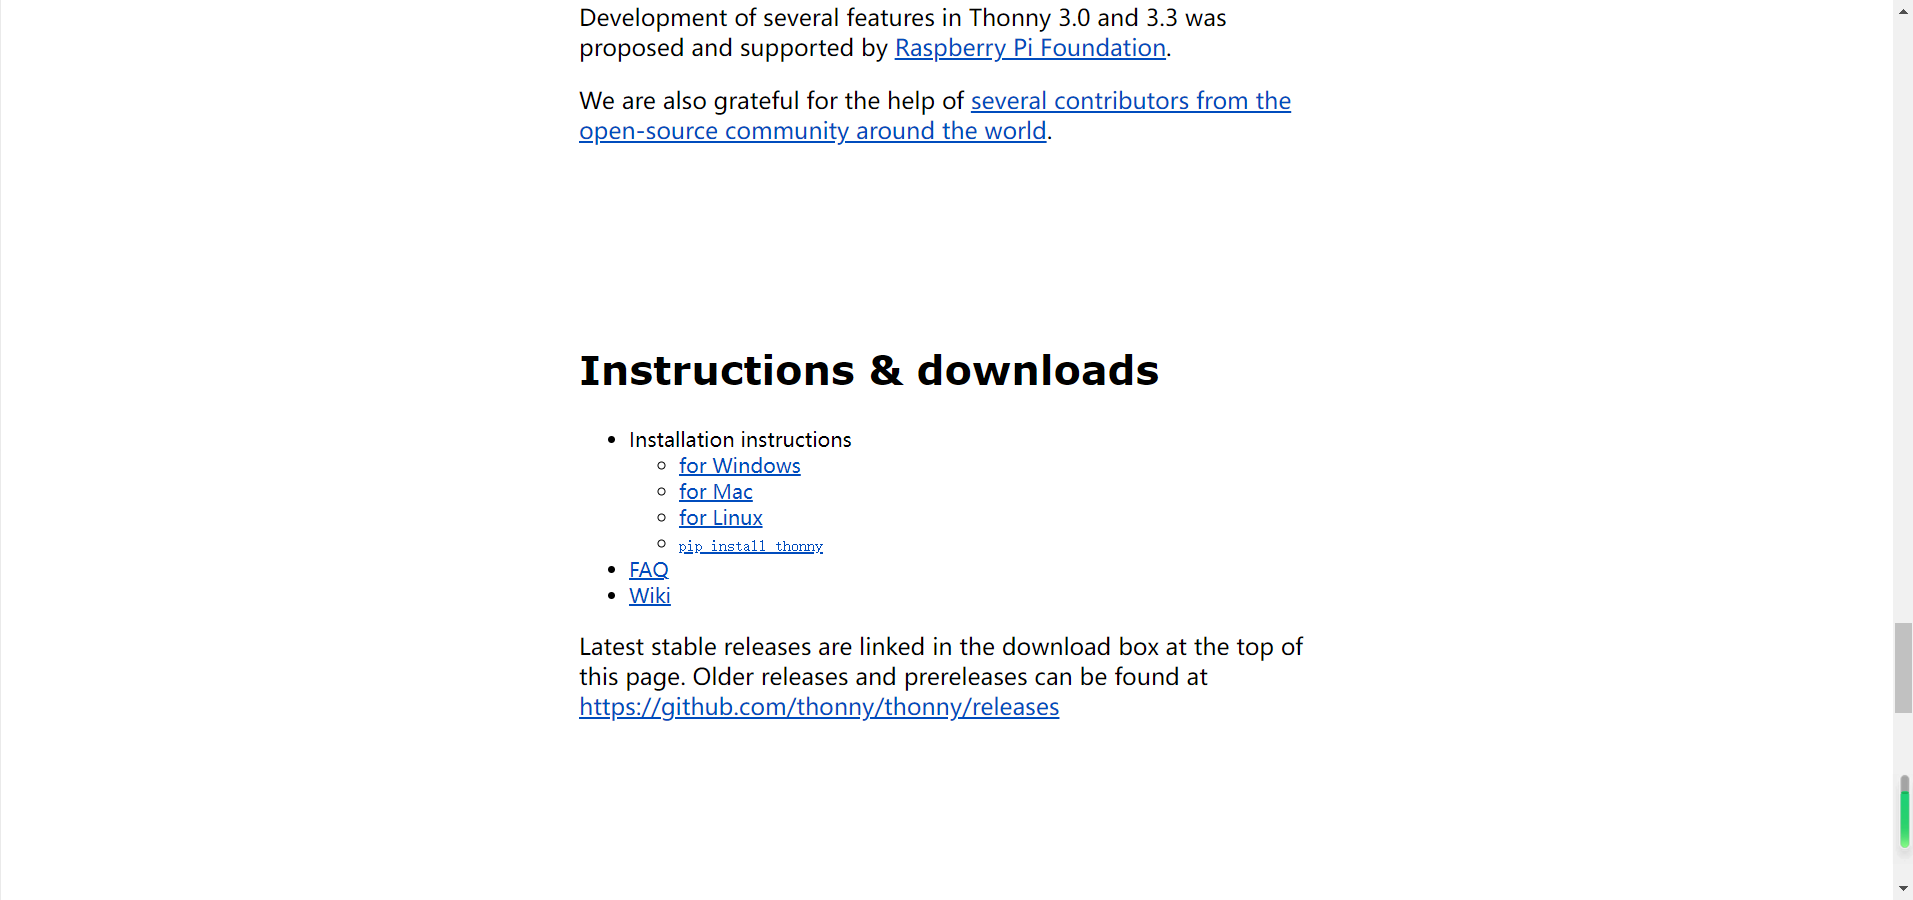 Development of several features in Thonny 3.0 and 3.3 was
proposed and supported by Raspberry Pi Foundation.
We are also grateful for the help of several contributors from the
open-source community around the world.
Instructions & downloads
Installation instructions
for Windows
for Mac
for Linux
pip install thonny
FAQ
Wiki
Latest stable releases are linked in the download box at the top of
this page. Older releases and prereleases can be found at
https://github.com/thonny/thonny/releases